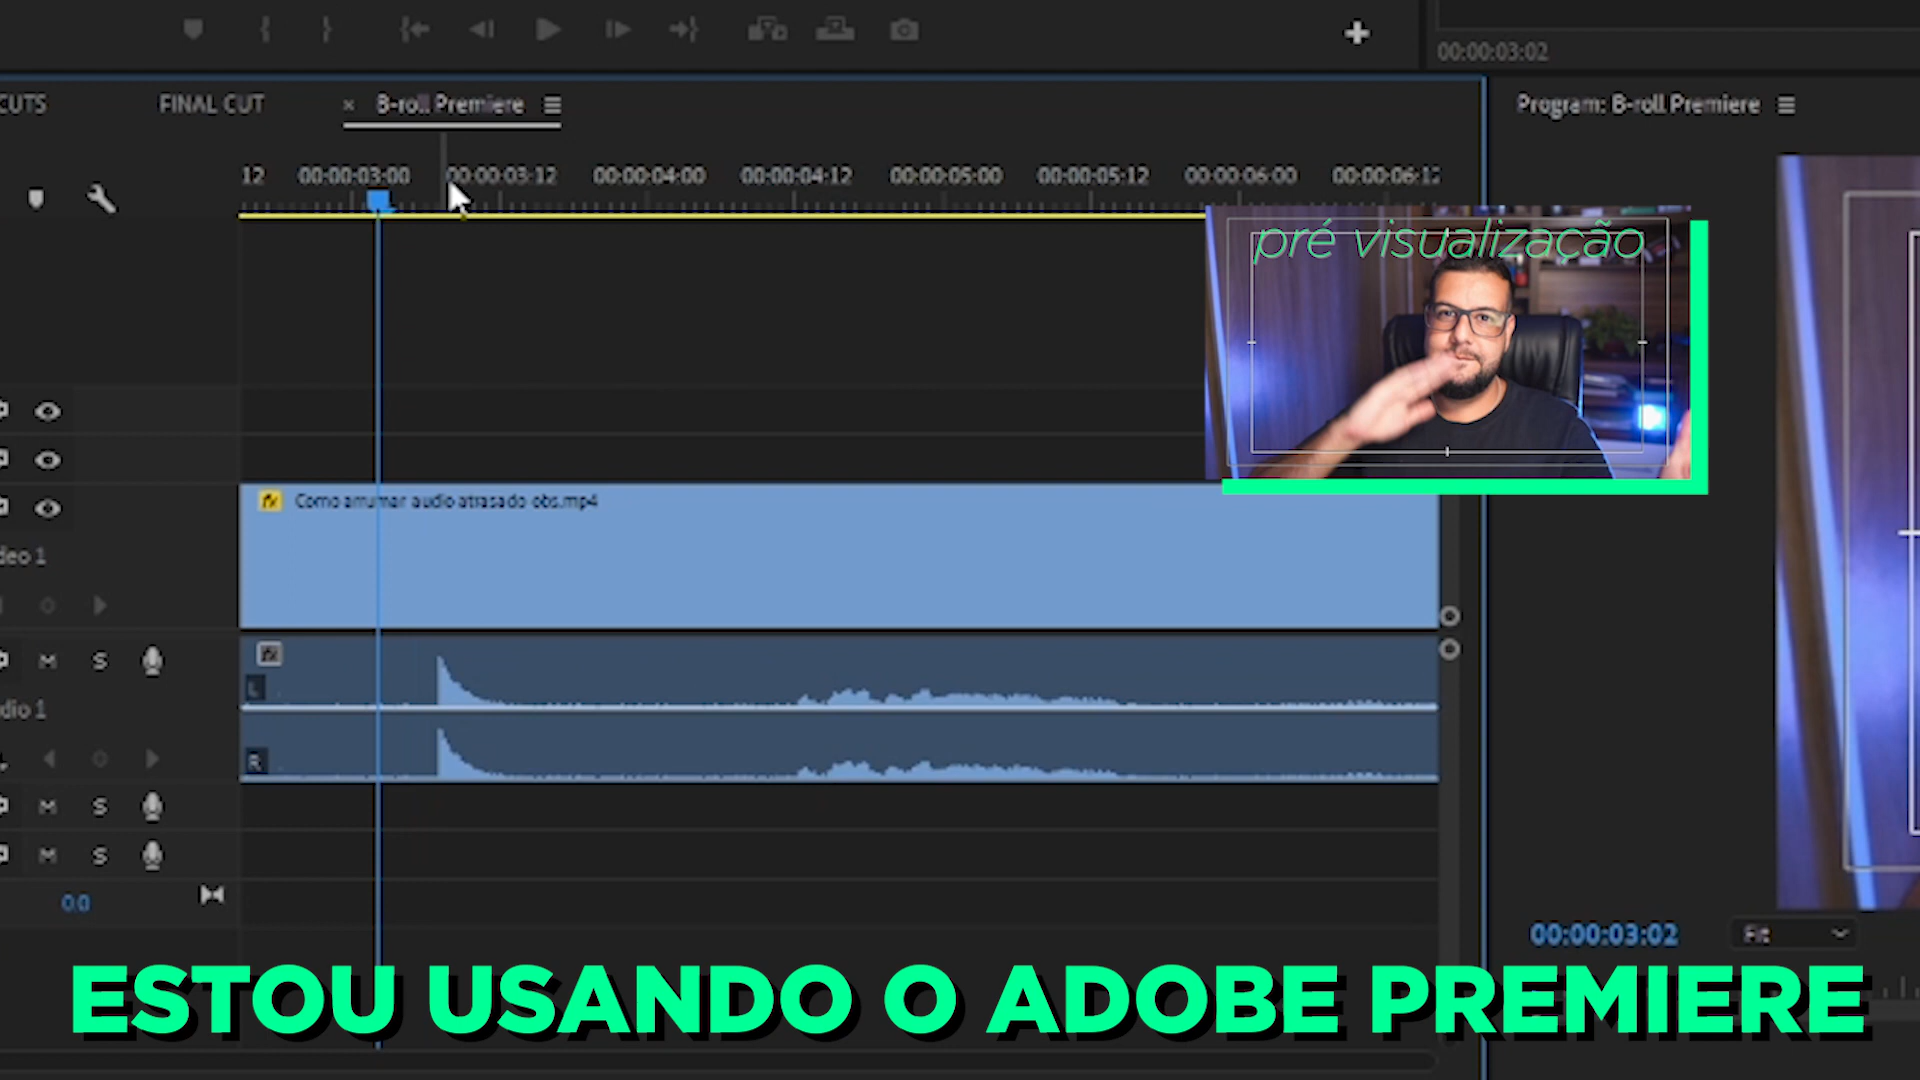 00:00:03:02
CUTS
FINAL CUT
× B-roll Premiere
Program: B-roll Premiere
12 00:00:03:00 00:00:03:12 00:00:04:00 00:00:04:12 00:00:05:00 00:00:05:12 00:00:06:00 00:00:06:12
pré visualização
fx Como arrumar audio atrasado obs.mp4
deo 1
fx
M S
L
dio 1
R
M S
M S
0.0
00:00:03:02
Fit
ESTOU USANDO O ADOBE PREMIERE